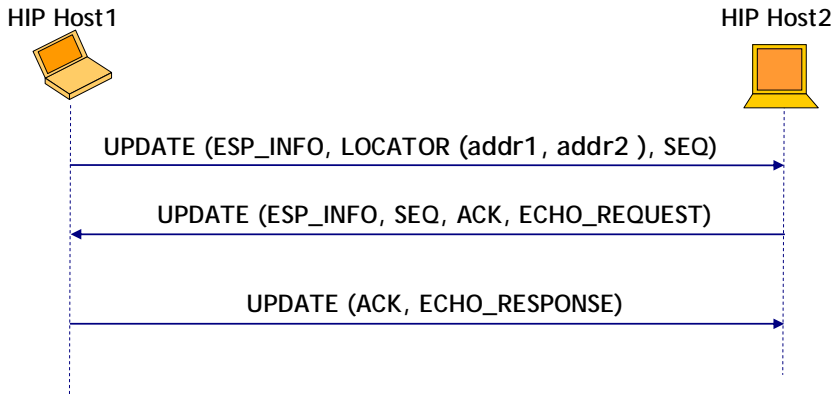 HIP Host1
HIP Host2
UPDATE (ESP_INFO, LOCATOR (addr1, addr2 ), SEQ)
UPDATE (ESP_INFO, SEQ, ACK, ECHO_REQUEST)
UPDATE (ACK, ECHO_RESPONSE)